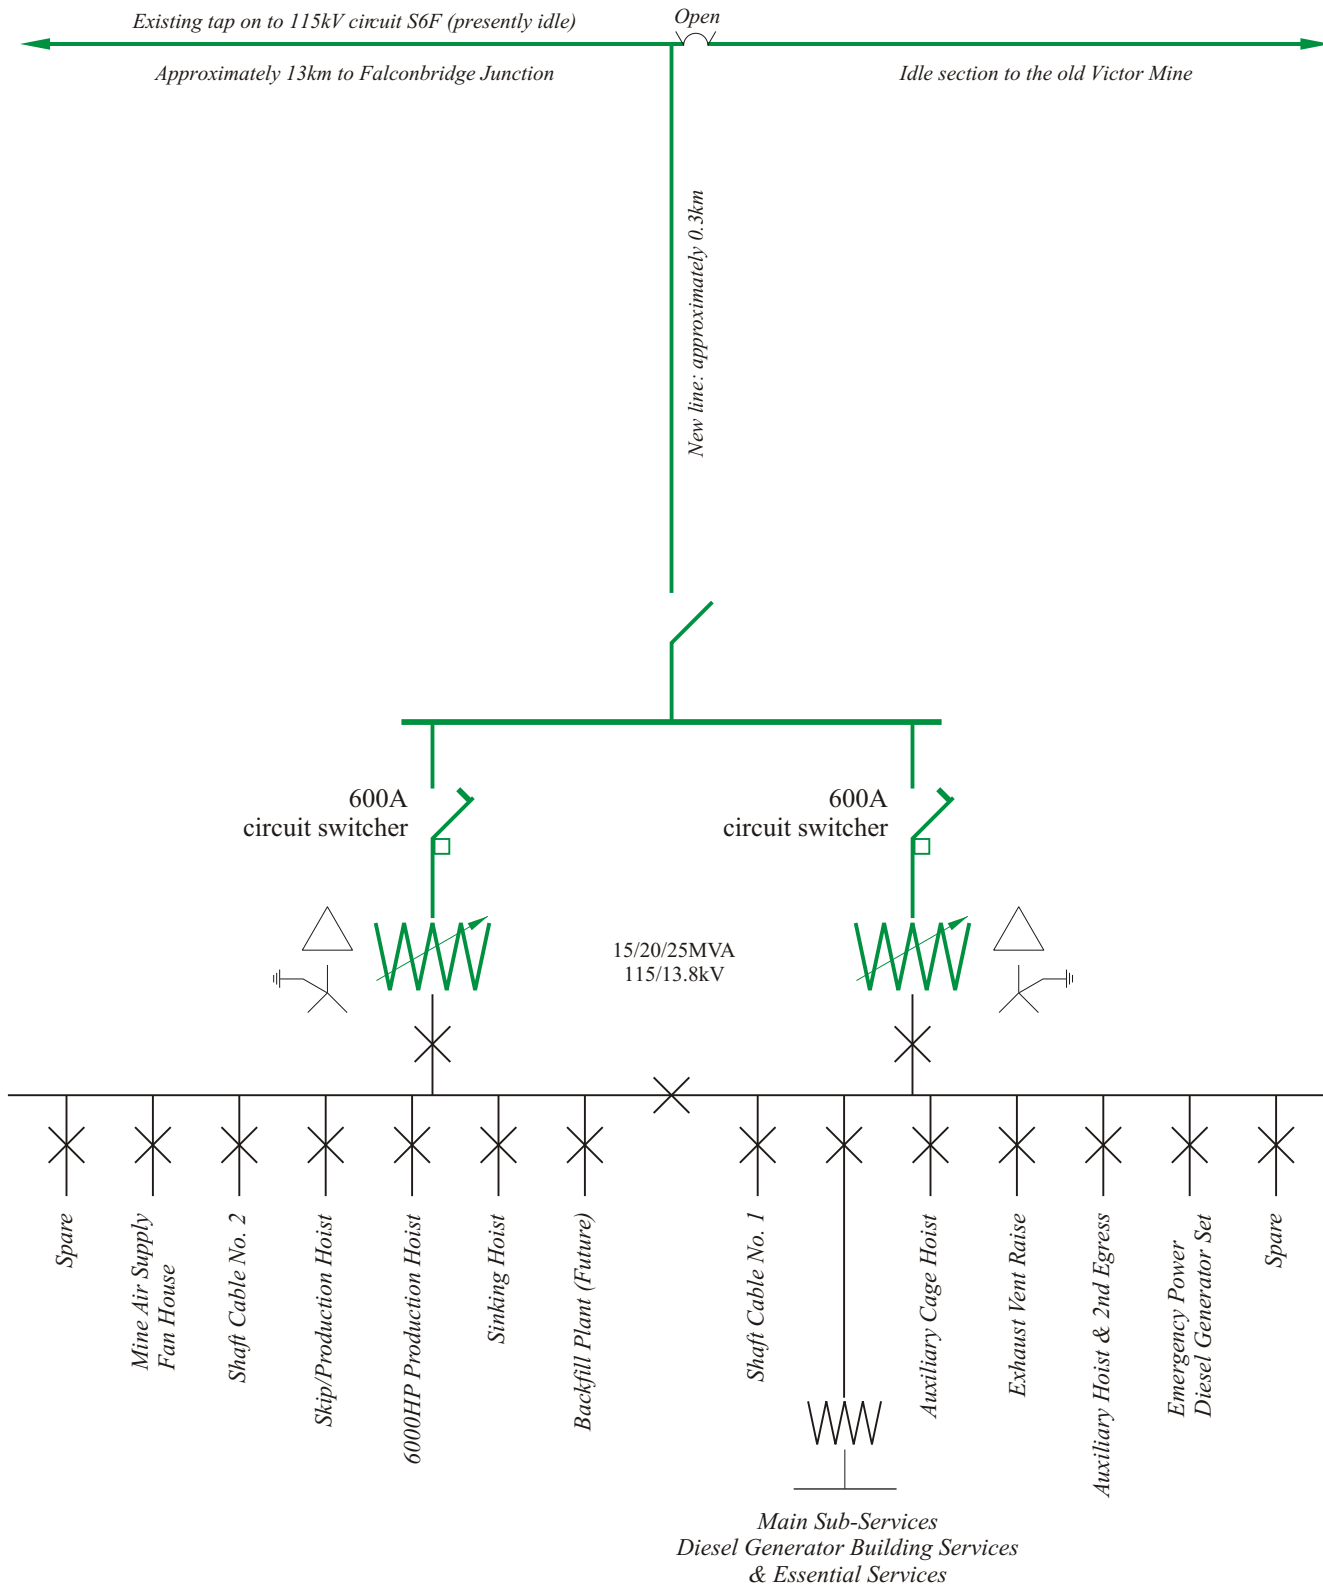 Existing tap on to 115kV circuit S6F (presently idle)
Open
Approximately 13km to Falconbridge Junction
Idle section to the old Victor Mine
New line: approximately 0.3km
600A
circuit switcher
600A
circuit switcher
15/20/25MVA
115/13.8kV
Spare
Mine Air Supply
Fan House
Shaft Cable No. 2
Skip/Production Hoist
6000HP Production Hoist
Sinking Hoist
Backfill Plant (Future)
Shaft Cable No. 1
Auxiliary Cage Hoist
Exhaust Vent Raise
Auxiliary Hoist & 2nd Egress
Emergency Power
Diesel Generator Set
Spare
Main Sub-Services
Diesel Generator Building Services
& Essential Services